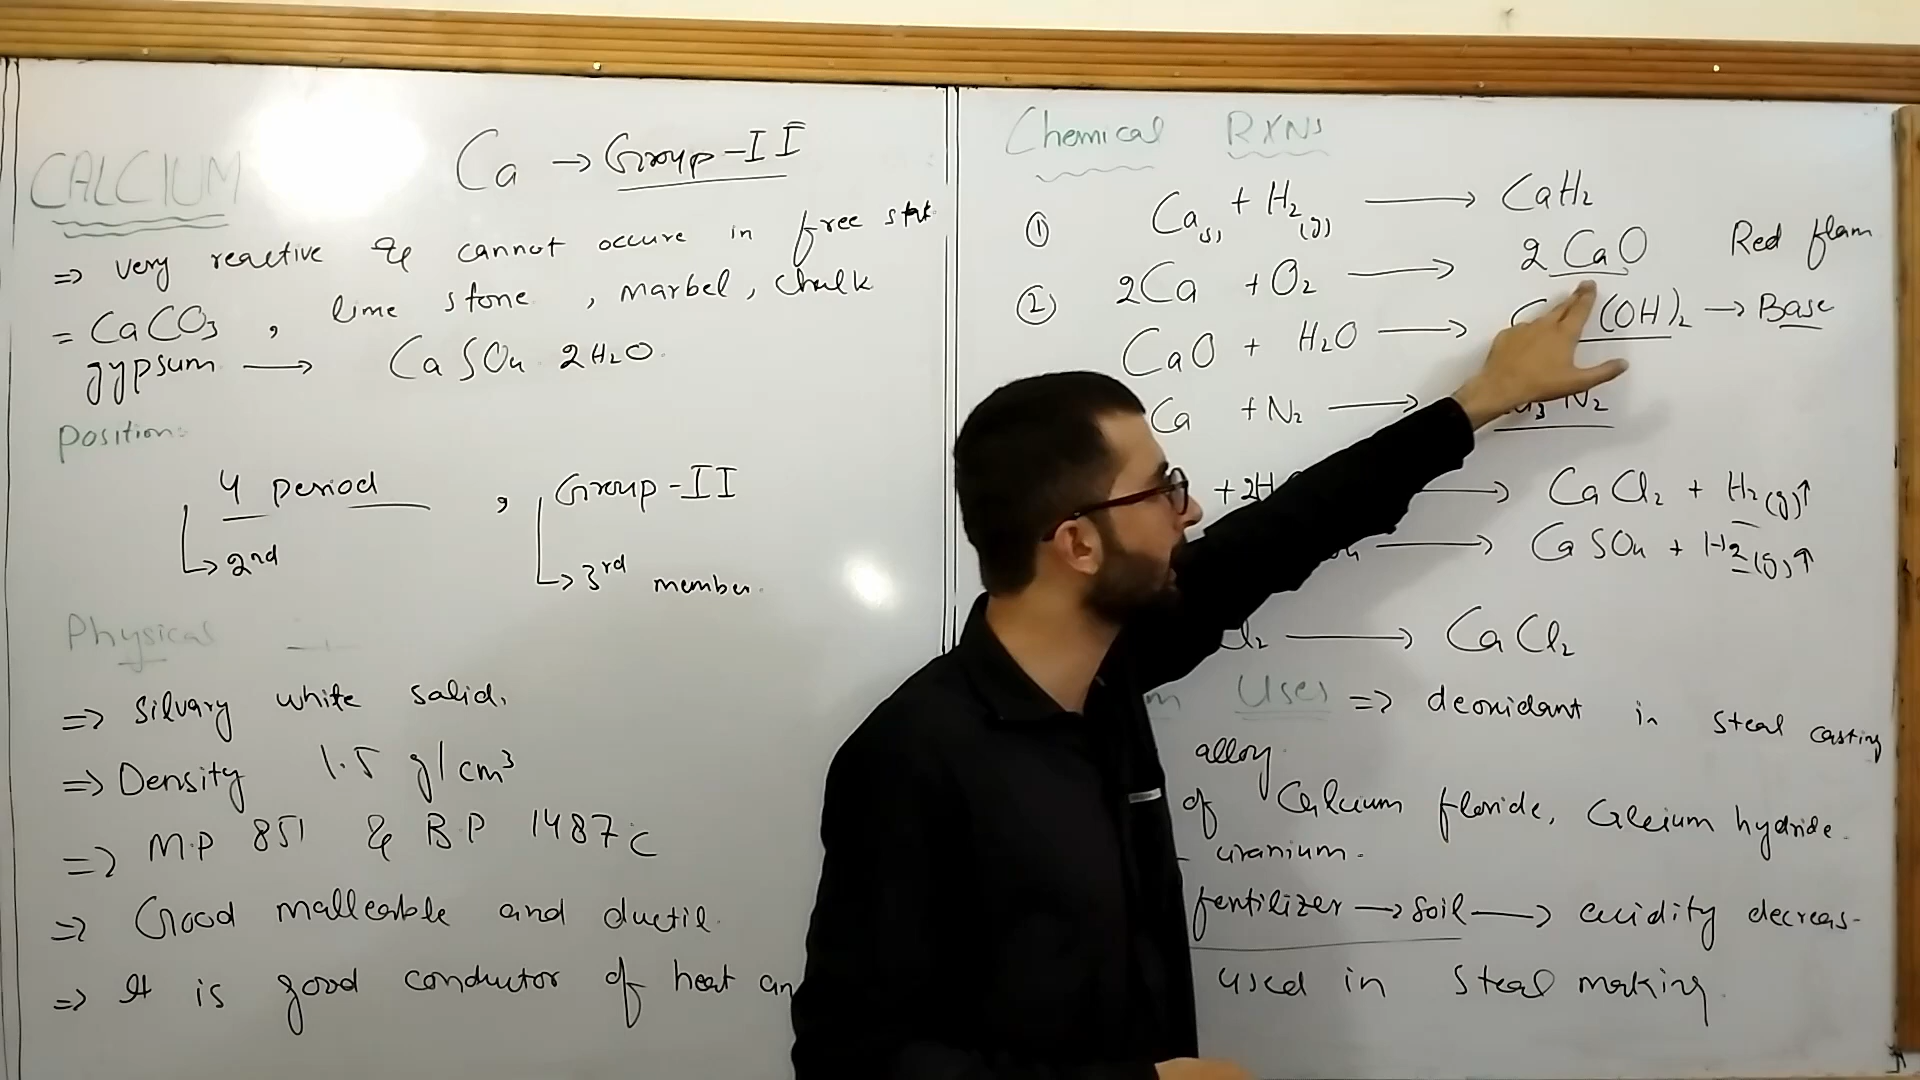 CALCIUM
Ca → Group-II
⇒ very reactive & cannot occure in free stat
= CaCO3 , lime stone , marbel, chalk
gypsum → CaSO4 2H2O
Position:
4 period , Group-II
↳ 2nd ↳ 3rd member.
Physical
⇒ Silvary white salid.
⇒ Density 1.5 g/cm³
⇒ M.P 851 & B.P 1487 c
⇒ Good malleable and ductil.
⇒ It is good conductor of heat an
Chemical RXNs
① Ca(s) + H2(g) → CaH2
② 2Ca + O2 → 2CaO Red flam
CaO + H2O → (OH)2 → Base
Ca + N2 → N2
→ CaCl2 + H2(g)↑
→ CaSO4 + H2(g)↑
→ CaCl2
Uses ⇒ deoxidant in steal casting
alloy
of Calcium floride, Calcium hydride.
uranium.
fertilizer → soil → acidity decreas-
used in Steal making.